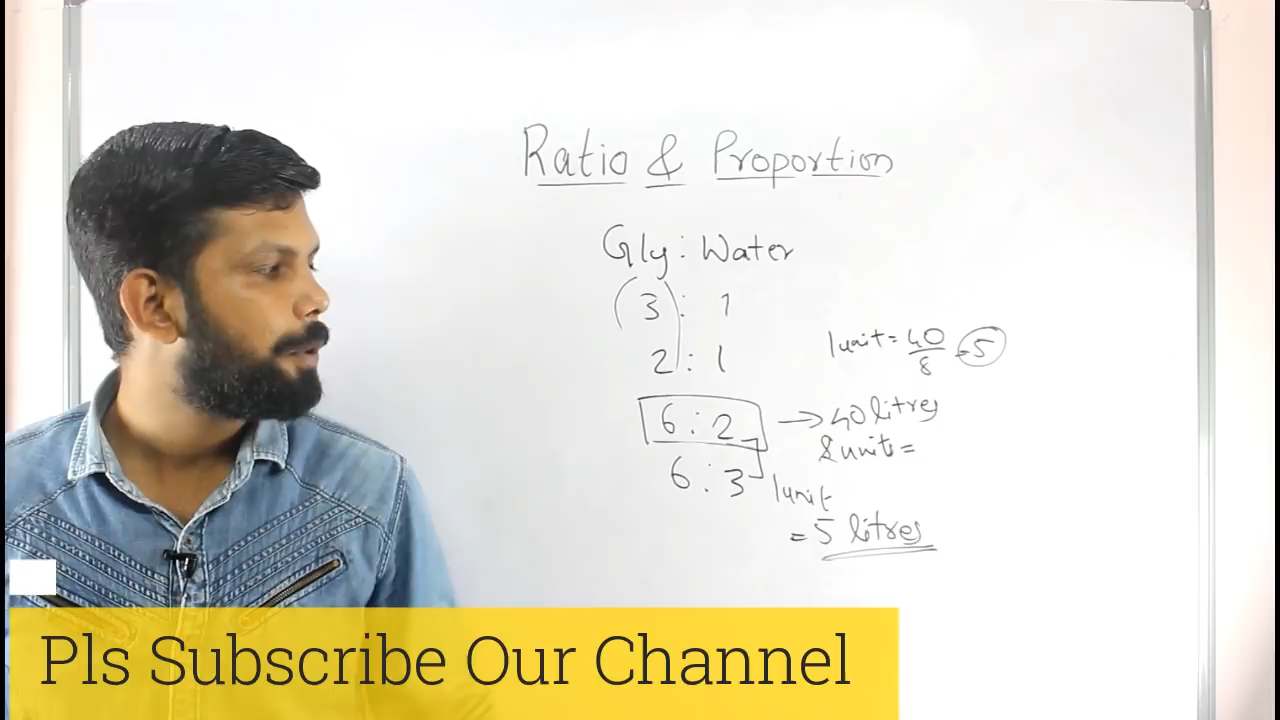 Ratio & Proportion
Gly : Water
(3) : 1
2 : 1
1 unit = 40/8 = 5
6 : 2 → 40 litres
8 unit =
6 : 3 1 unit
= 5 litres
Pls Subscribe Our Channel